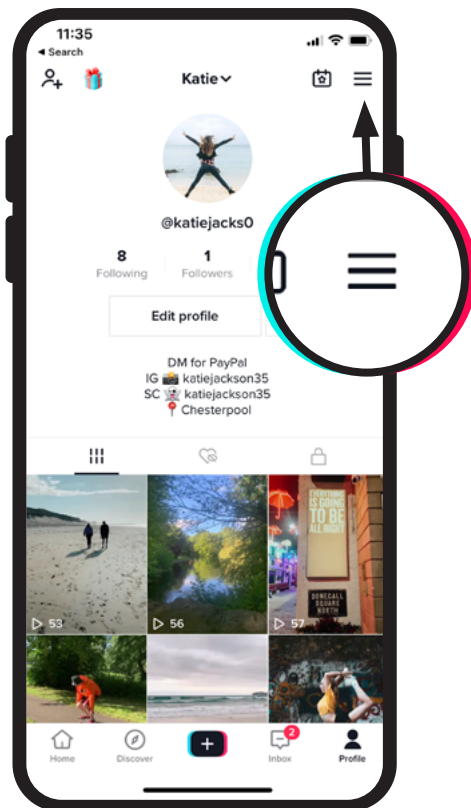 11:35
◀ Search
Katie
@katiejacks0
8 1
Following Followers
Edit profile
DM for PayPal
IG 📸 katiejackson35
SC 👻 katiejackson35
📍 Chesterpool
EVERYTHING
IS GOING
TO BE
ALL RIGHT
DONEGALL
SQUARE
NORTH
53 56 57
2
Home Discover Inbox Profile